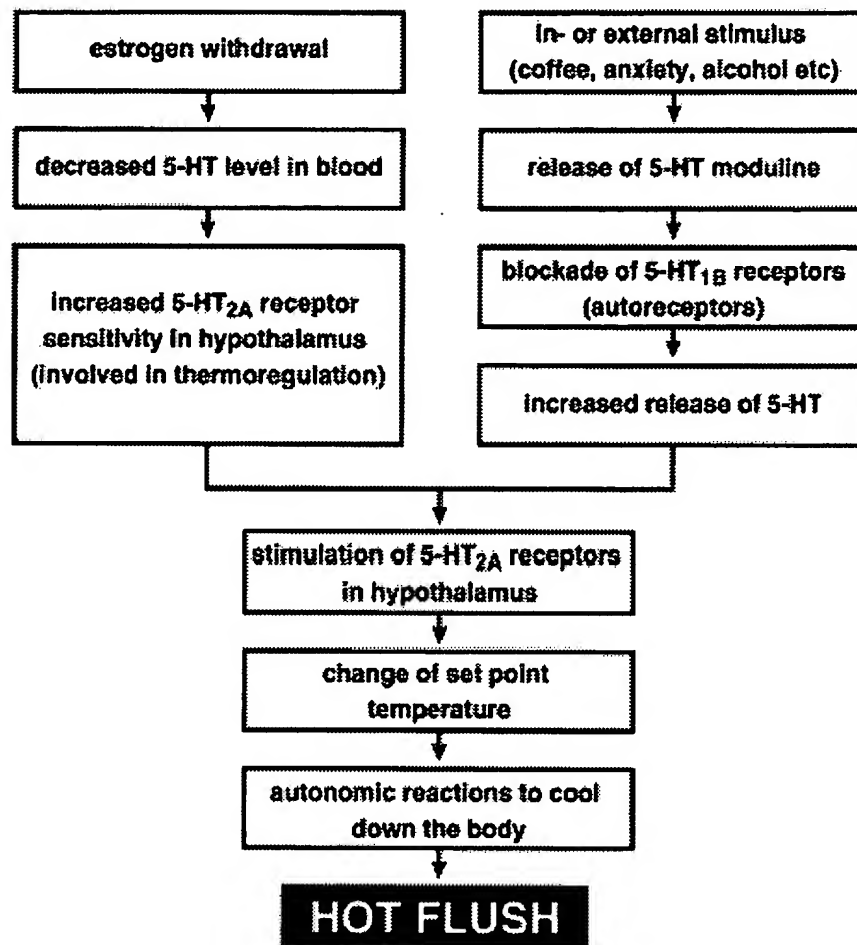 estrogen withdrawal
decreased 5-HT level in blood
increased 5-HT2A receptor
sensitivity in hypothalamus
(involved in thermoregulation)
in- or external stimulus
(coffee, anxiety, alcohol etc)
release of 5-HT moduline
blockade of 5-HT1B receptors
(autoreceptors)
increased release of 5-HT
stimulation of 5-HT2A receptors
in hypothalamus
change of set point
temperature
autonomic reactions to cool
down the body
HOT FLUSH